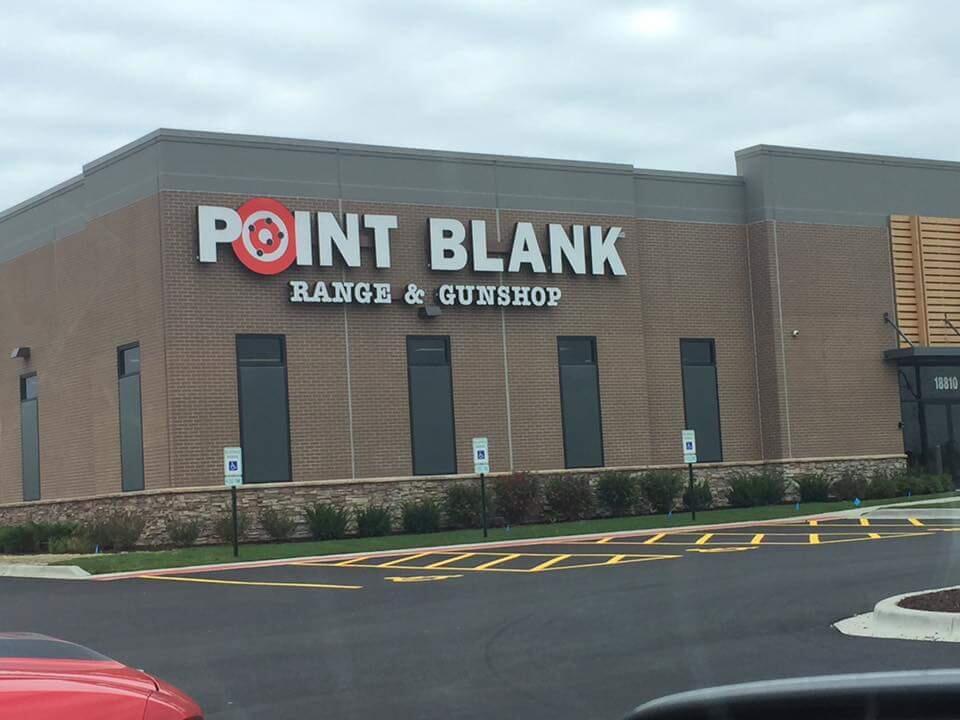 POINT BLANK
RANGE & GUNSHOP
18810